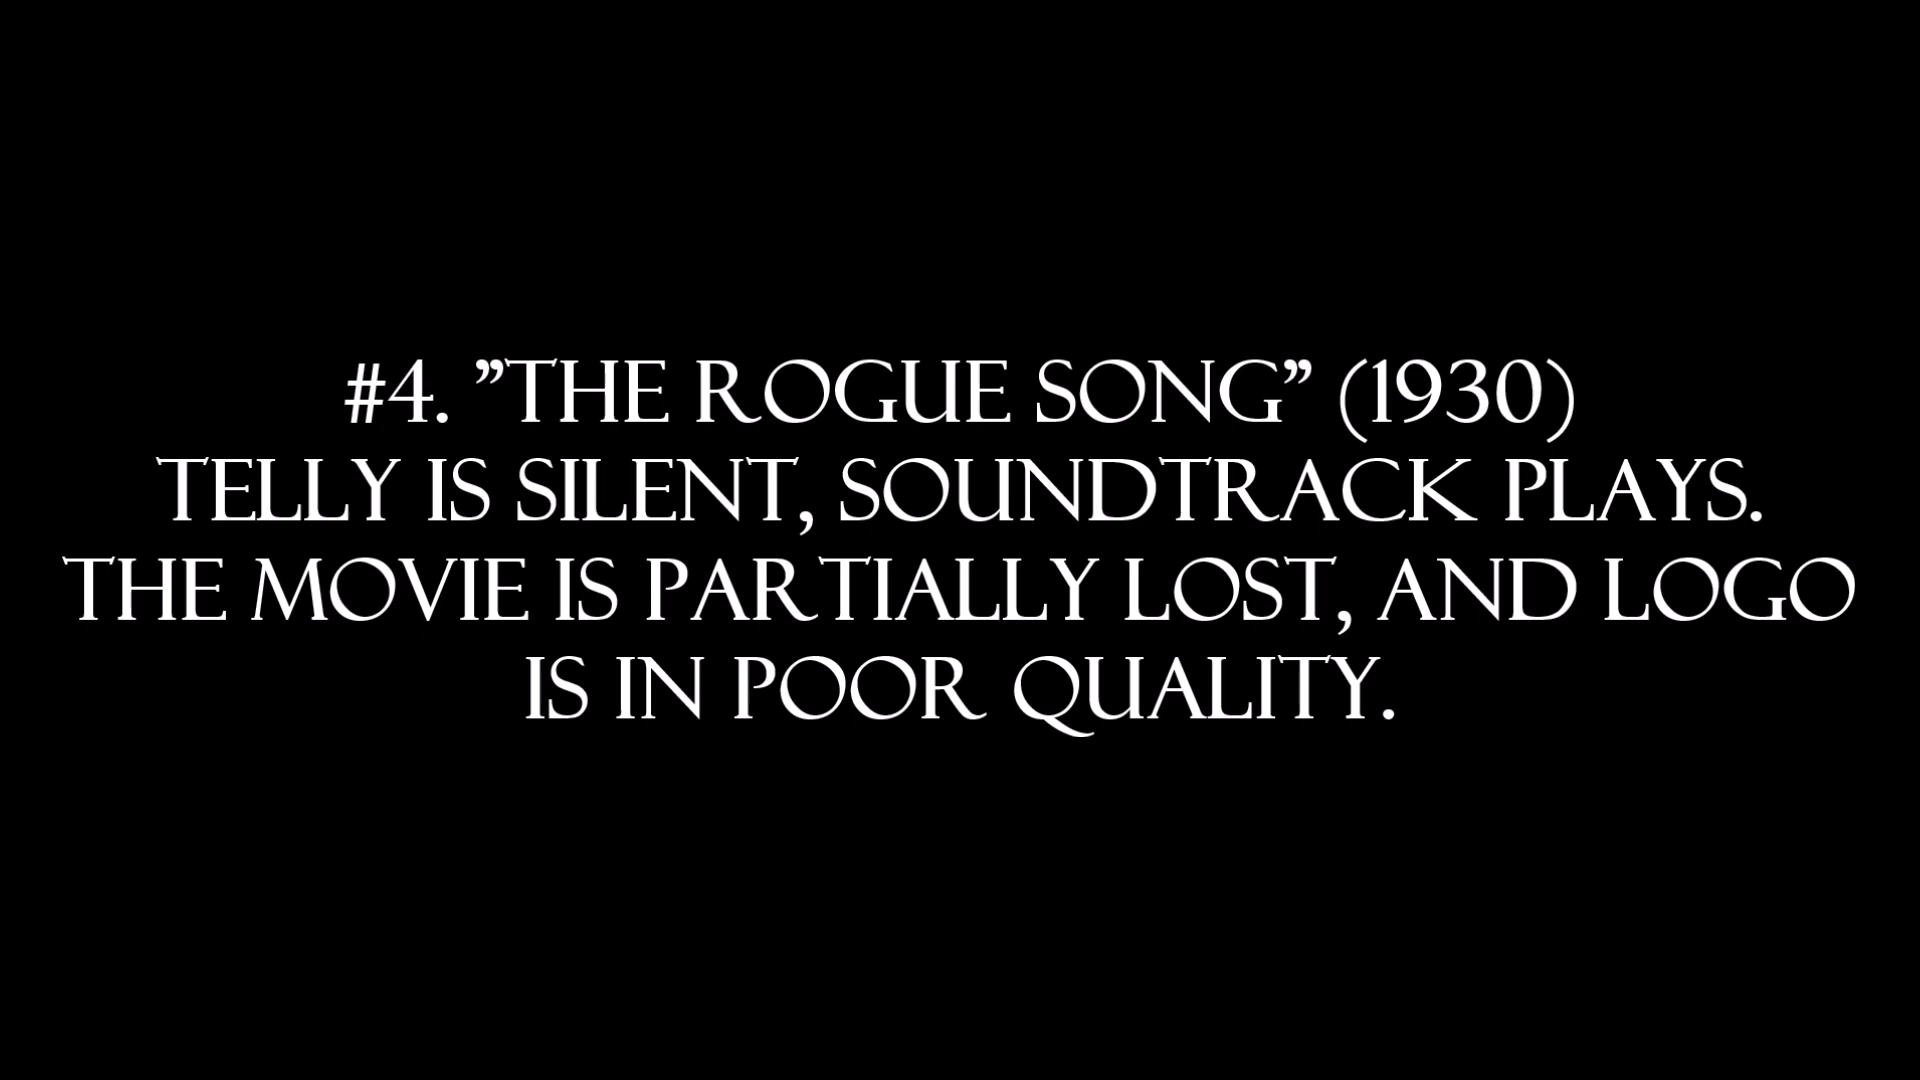 #4. ”THE ROGUE SONG” (1930)
TELLY IS SILENT, SOUNDTRACK PLAYS.
THE MOVIE IS PARTIALLY LOST, AND LOGO
IS IN POOR QUALITY.